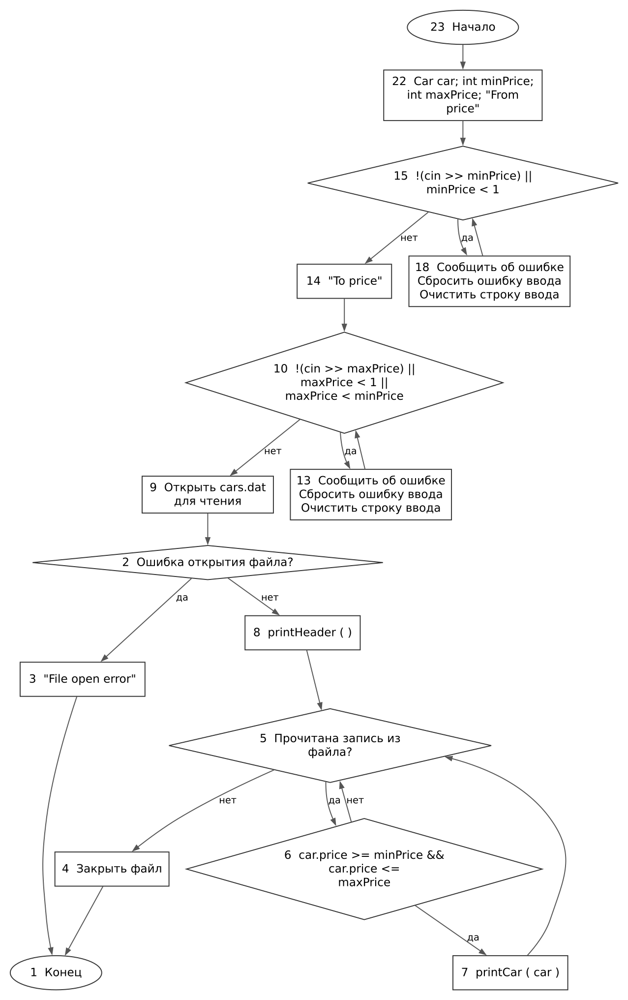 23  Начало
22  Car car; int minPrice;
int maxPrice; "From
price"
15  !(cin >> minPrice) ||
minPrice < 1
нет
да
14  "To price"
18  Сообщить об ошибке
Сбросить ошибку ввода
Очистить строку ввода
10  !(cin >> maxPrice) ||
maxPrice < 1 ||
maxPrice < minPrice
нет
да
9  Открыть cars.dat
для чтения
13  Сообщить об ошибке
Сбросить ошибку ввода
Очистить строку ввода
2  Ошибка открытия файла?
да
нет
8  printHeader ( )
3  "File open error"
5  Прочитана запись из
файла?
нет
да
нет
4  Закрыть файл
6  car.price >= minPrice &&
car.price <=
maxPrice
да
1  Конец
7  printCar ( car )